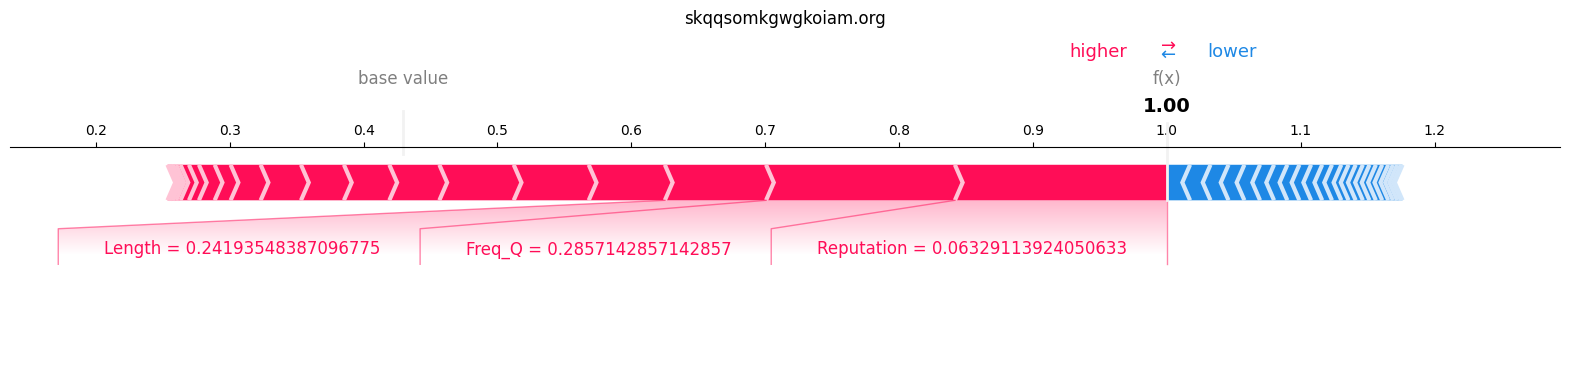 skqqsomkgwgkoiam.org
higher ⇄ lower
base value f(x)
1.00
0.2 0.3 0.4 0.5 0.6 0.7 0.8 0.9 1.0 1.1 1.2
Length = 0.24193548387096775 Freq_Q = 0.2857142857142857 Reputation = 0.06329113924050633